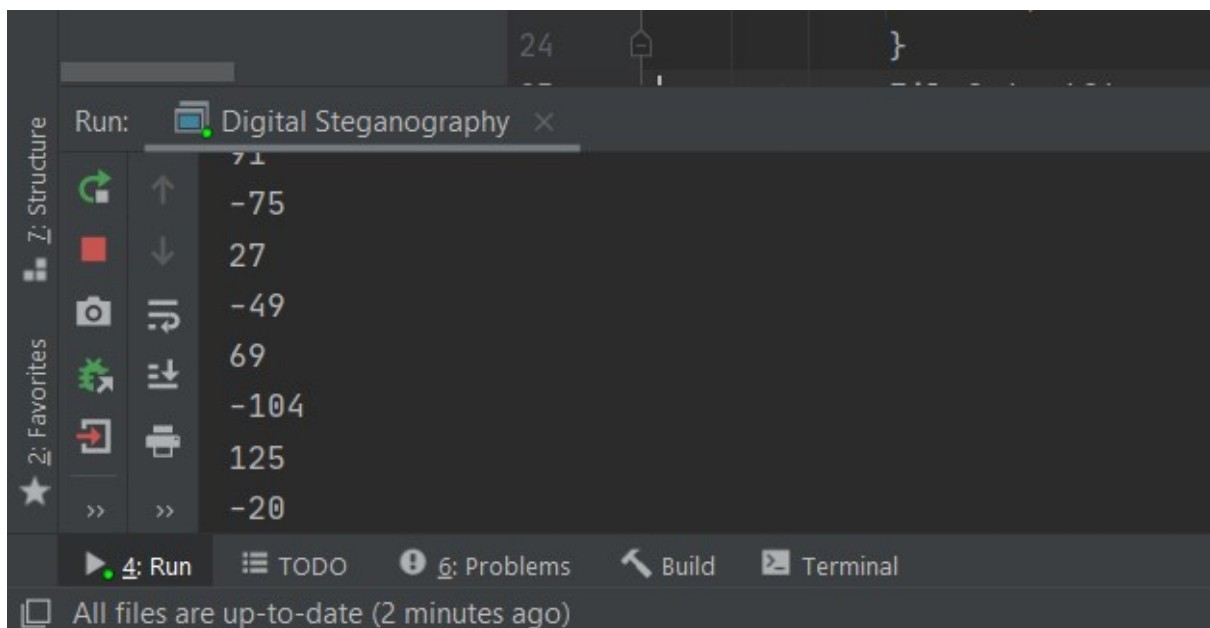 24 }
Run: Digital Steganography ×
91
-75
27
-49
69
-104
125
-20
7: Structure
2: Favorites
>> >>
4: Run TODO 6: Problems Build Terminal
All files are up-to-date (2 minutes ago)